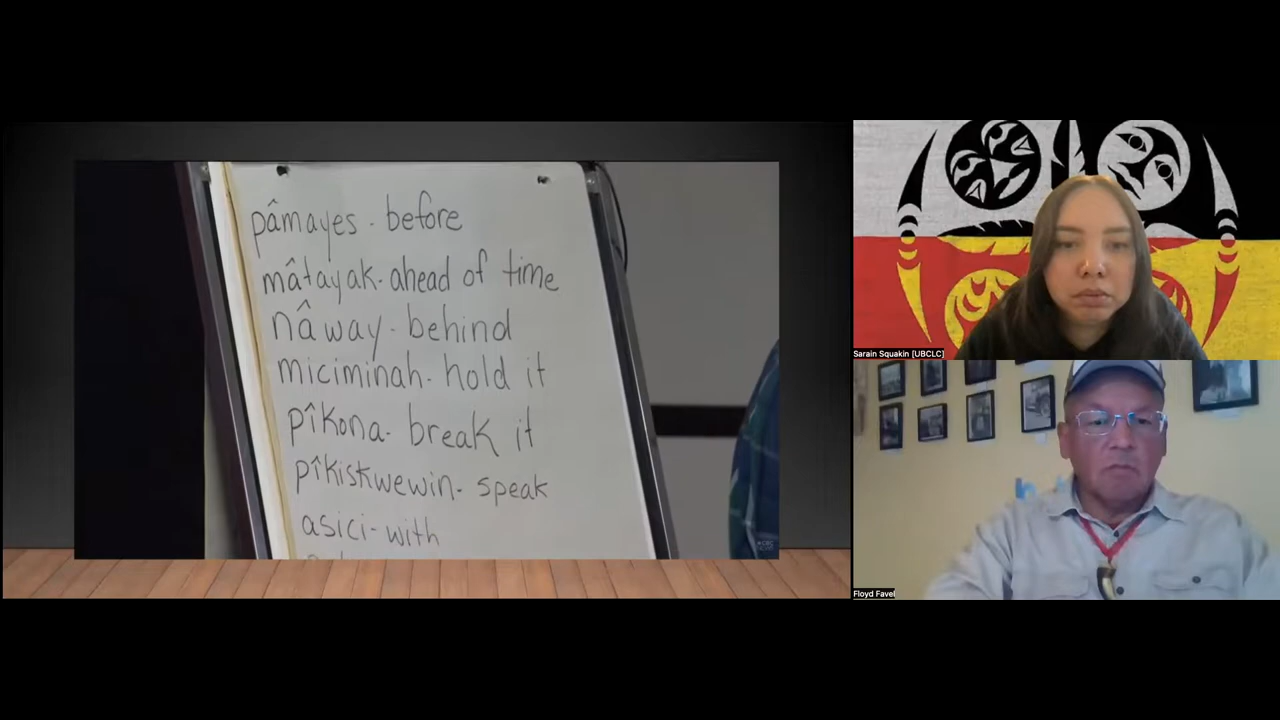 pâmayes - before
mâtayak - ahead of time
nâway - behind
miciminah - hold it
pîkona - break it
pîkiskwewin - speak
asici - with
Sarain Squakin [UBCLC]
Floyd Favel